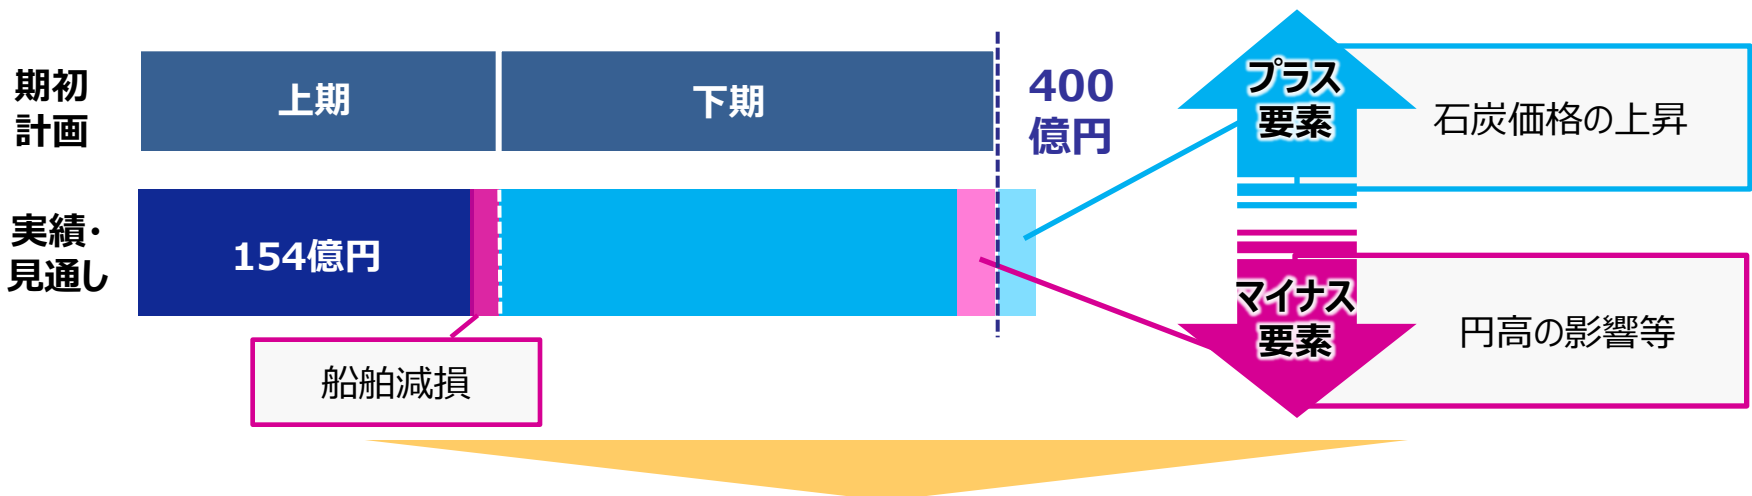 期初
計画
上期
下期
400
億円
プラス
要素
石炭価格の上昇
実績・
見通し
154億円
船舶減損
マイナス
要素
円高の影響等